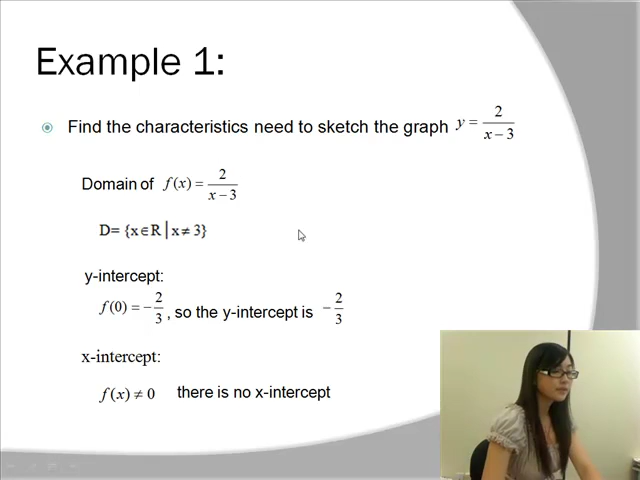 Example 1:
Find the characteristics need to sketch the graph y = 2/(x − 3)
Domain of f(x) = 2/(x − 3)
D= {x∈R | x ≠ 3}
y-intercept:
f(0) = −2/3 , so the y-intercept is −2/3
x-intercept:
f(x) ≠ 0 there is no x-intercept